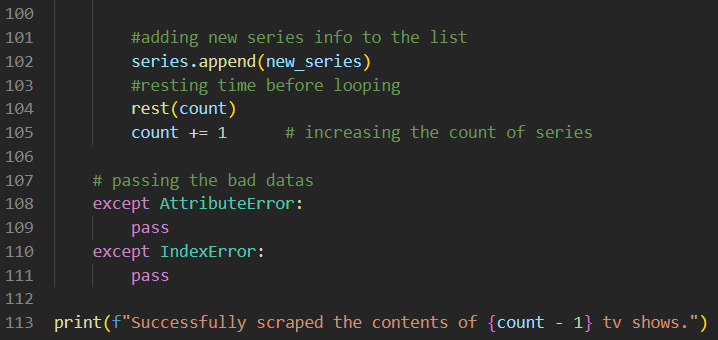 100
101 #adding new series info to the list
102 series.append(new_series)
103 #resting time before looping
104 rest(count)
105 count += 1 # increasing the count of series
106
107 # passing the bad datas
108 except AttributeError:
109 pass
110 except IndexError:
111 pass
112
113 print(f"Successfully scraped the contents of {count - 1} tv shows.")